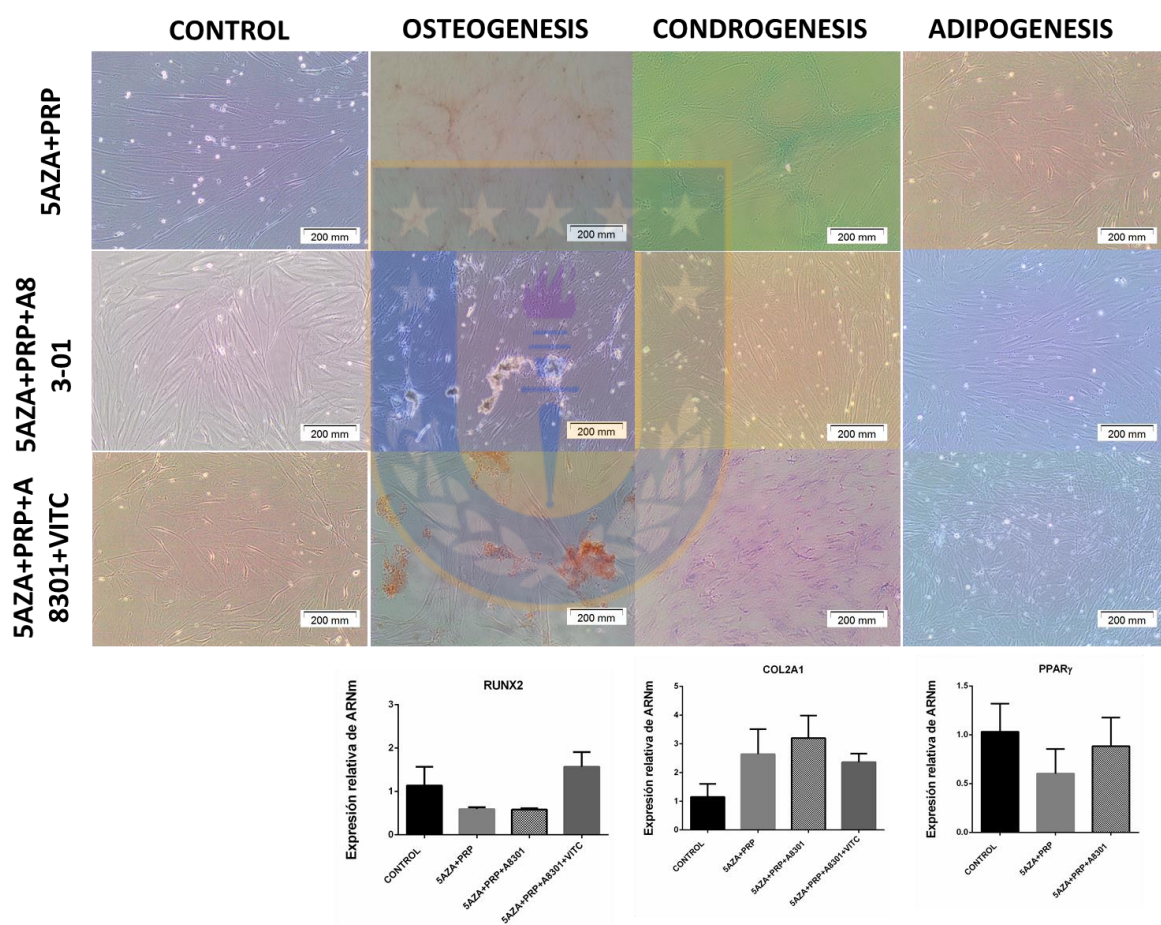 CONTROL
OSTEOGENESIS
CONDROGENESIS
ADIPOGENESIS
5AZA+PRP
200 mm
200 mm
200 mm
200 mm
5AZA+PRP+A8
3-01
200 mm
200 mm
200 mm
200 mm
5AZA+PRP+A
8301+VITC
200 mm
200 mm
200 mm
200 mm
RUNX2
Expresión relativa de ARNm
3
2
1
0
CONTROL
5AZA+PRP
5AZA+PRP+A8301
5AZA+PRP+A8301+VITC
COL2A1
Expresión relativa de ARNm
5
4
3
2
1
0
CONTROL
5AZA+PRP
5AZA+PRP+A8301
5AZA+PRP+A8301+VITC
PPARγ
Expresión relativa de ARNm
1.5
1.0
0.5
0.0
CONTROL
5AZA+PRP
5AZA+PRP+A8301